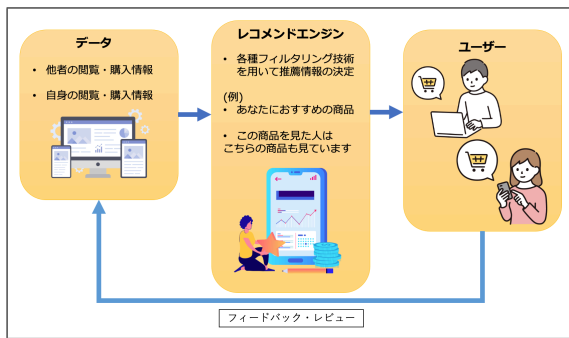 データ
• 他者の閲覧・購入情報
• 自身の閲覧・購入情報
レコメンドエンジン
• 各種フィルタリング技術
を用いて推薦情報の決定
(例)
• あなたにおすすめの商品
• この商品を見た人は
こちらの商品も見ています
ユーザー
フィードバック・レビュー